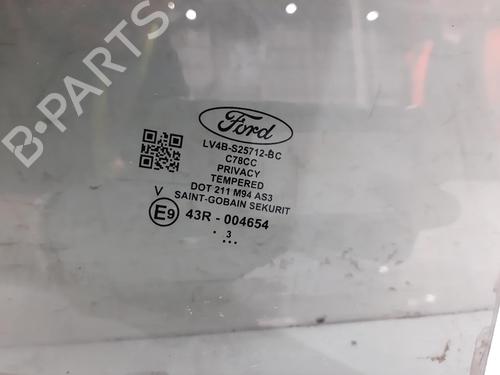 Ford
LV4B-S25712-BC
C78CC
PRIVACY
TEMPERED
DOT 211 M94 AS3
V SAINT-GOBAIN SEKURIT
E9 43R - 004654
. 3
...
B-PARTS